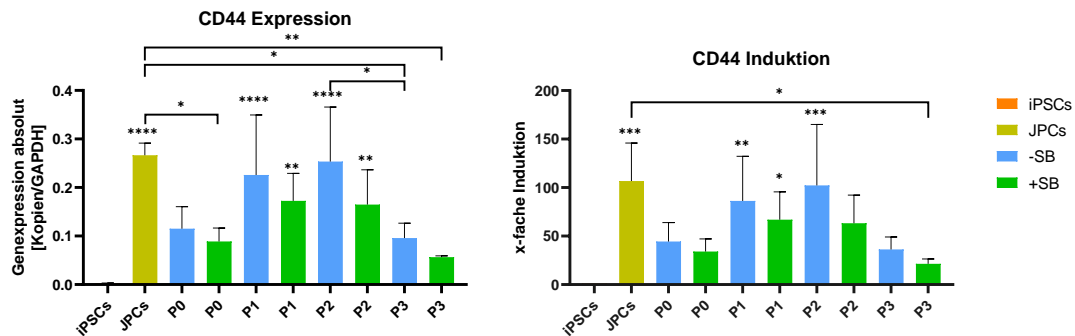 CD44 Expression
**
*
*
*
****
****
****
**
**
Genexpression absolut
[Kopien/GAPDH]
0.4
0.3
0.2
0.1
0.0
iPSCs
JPCs
P0
P0
P1
P1
P2
P2
P3
P3
CD44 Induktion
*
***
**
*
***
x-fache Induktion
200
150
100
50
0
iPSCs
JPCs
P0
P0
P1
P1
P2
P2
P3
P3
iPSCs
JPCs
-SB
+SB